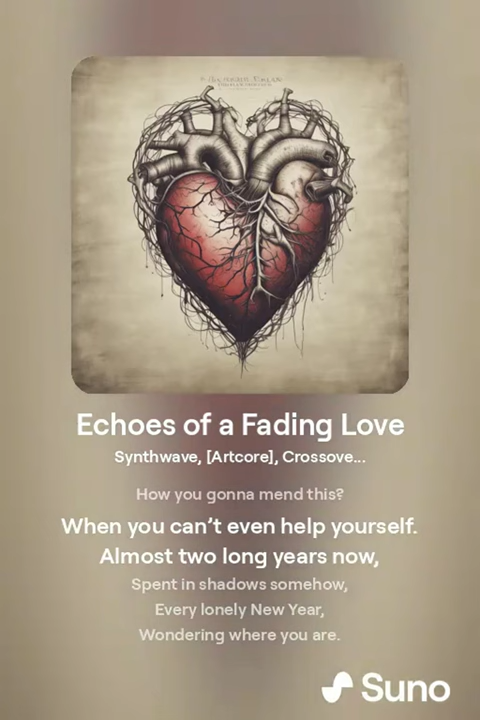 Echoes of a Fading Love
Synthwave, [Artcore], Crossove...
How you gonna mend this?
When you can’t even help yourself.
Almost two long years now,
Spent in shadows somehow,
Every lonely New Year,
Wondering where you are.
Suno